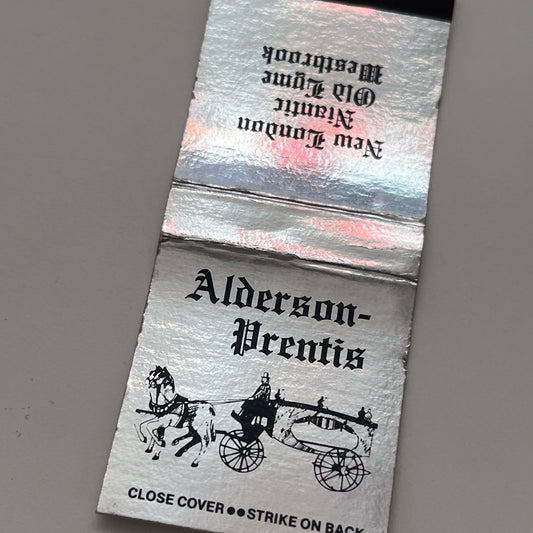 New London
Niantic
Old Lyme
Westbrook
Alderson-
Prentis
CLOSE COVER●●STRIKE ON BACK